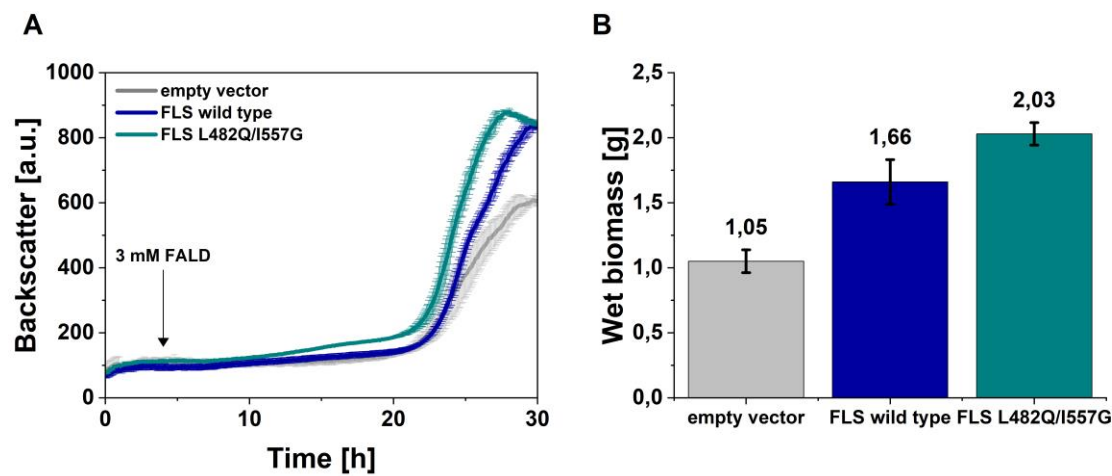 A
Backscatter [a.u.]
1000
800
600
400
200
0
empty vector
FLS wild type
FLS L482Q/I557G
3 mM FALD
0 10 20 30
Time [h]
B
Wet biomass [g]
2,5
2,0
1,5
1,0
0,5
0,0
1,05
1,66
2,03
empty vector FLS wild type FLS L482Q/I557G